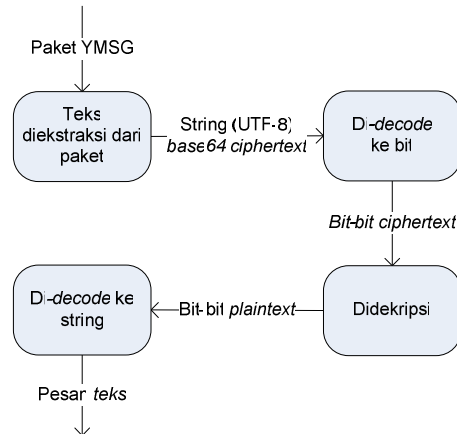 Paket YMSG
Teks
diekstraksi dari
paket
String (UTF-8)
base64 ciphertext
Di-decode
ke bit
Bit-bit ciphertext
Didekripsi
Bit-bit plaintext
Di-decode ke
string
Pesan teks